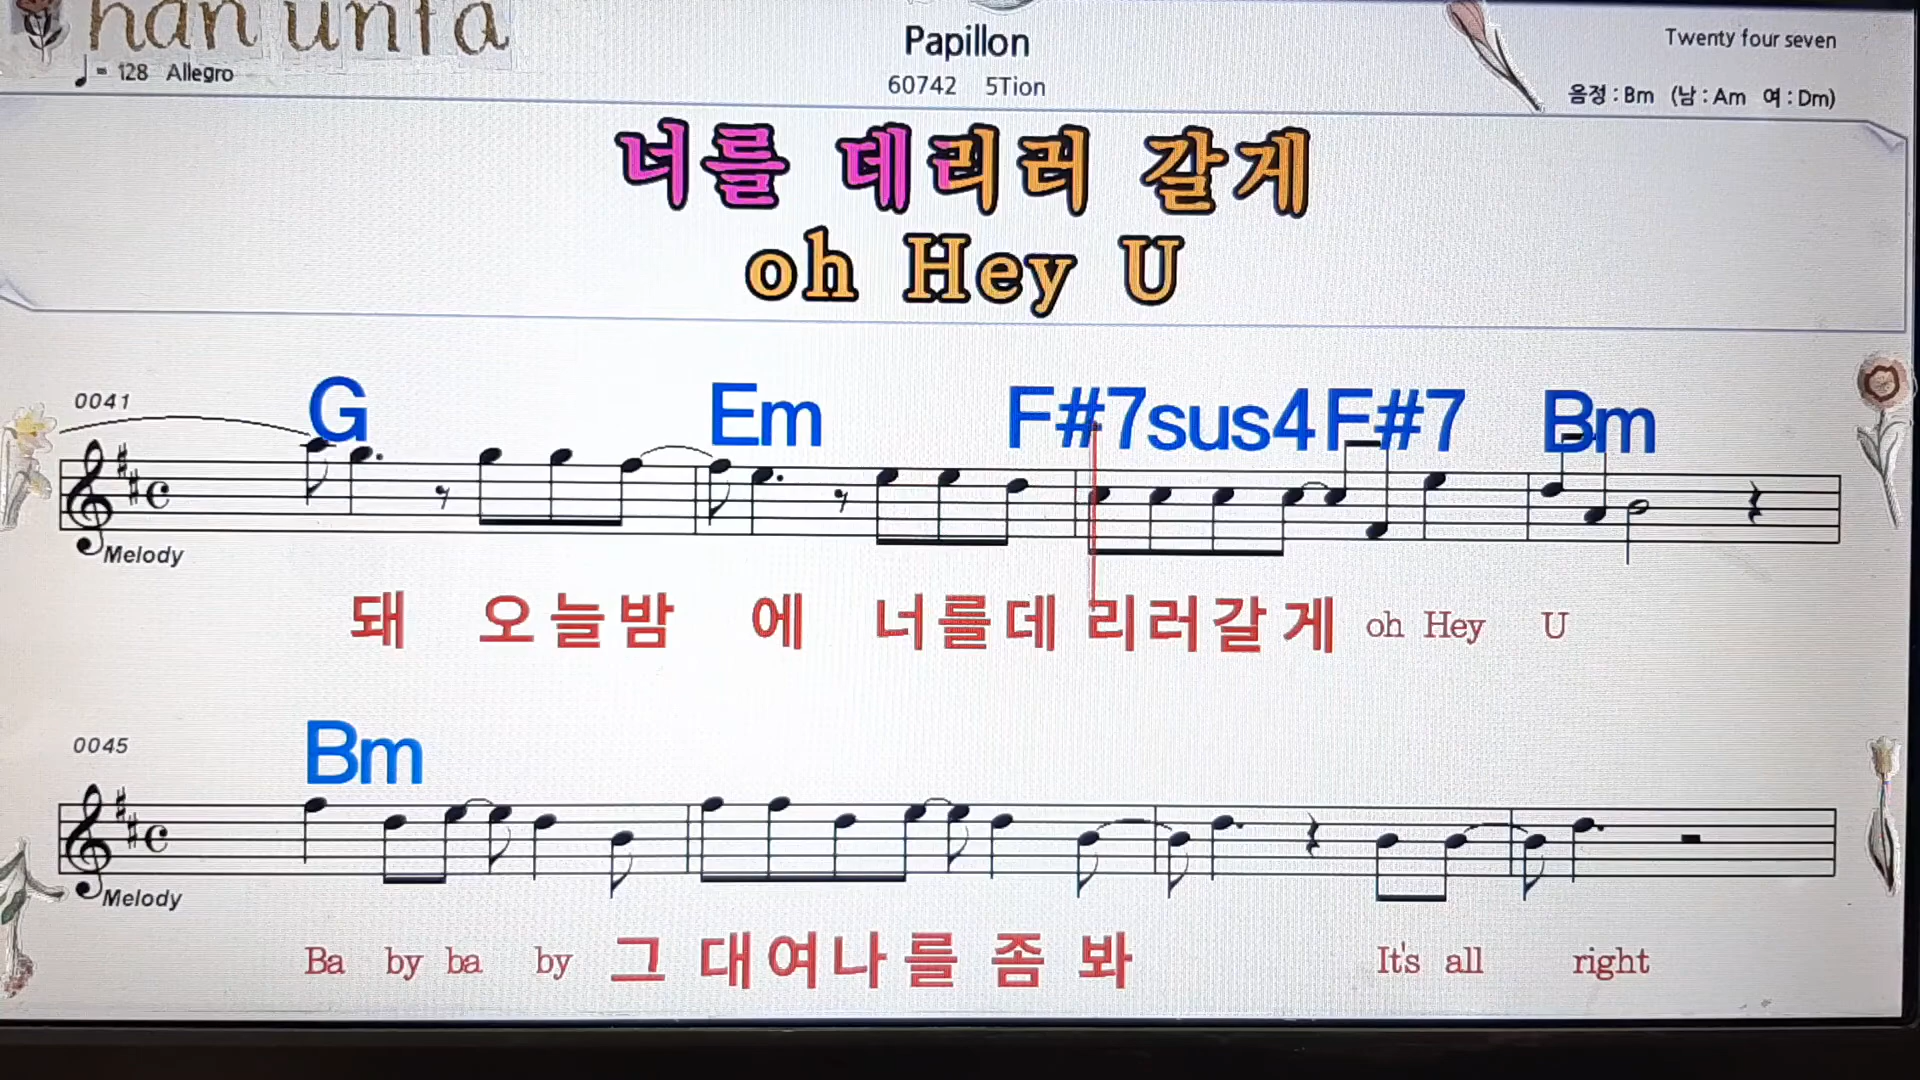 han unfa
♩= 128 Allegro
Papillon
60742 5Tion
Twenty four seven
음정 : Bm (남 : Am 여 : Dm)
너를 데리러 갈게
oh Hey U
0041
G Em F#7sus4 F#7 Bm
Melody
돼 오늘밤 에 너를데 리러갈 게 oh Hey U
0045
Bm
Melody
Ba by ba by 그 대여나 를 좀 봐 It's all right